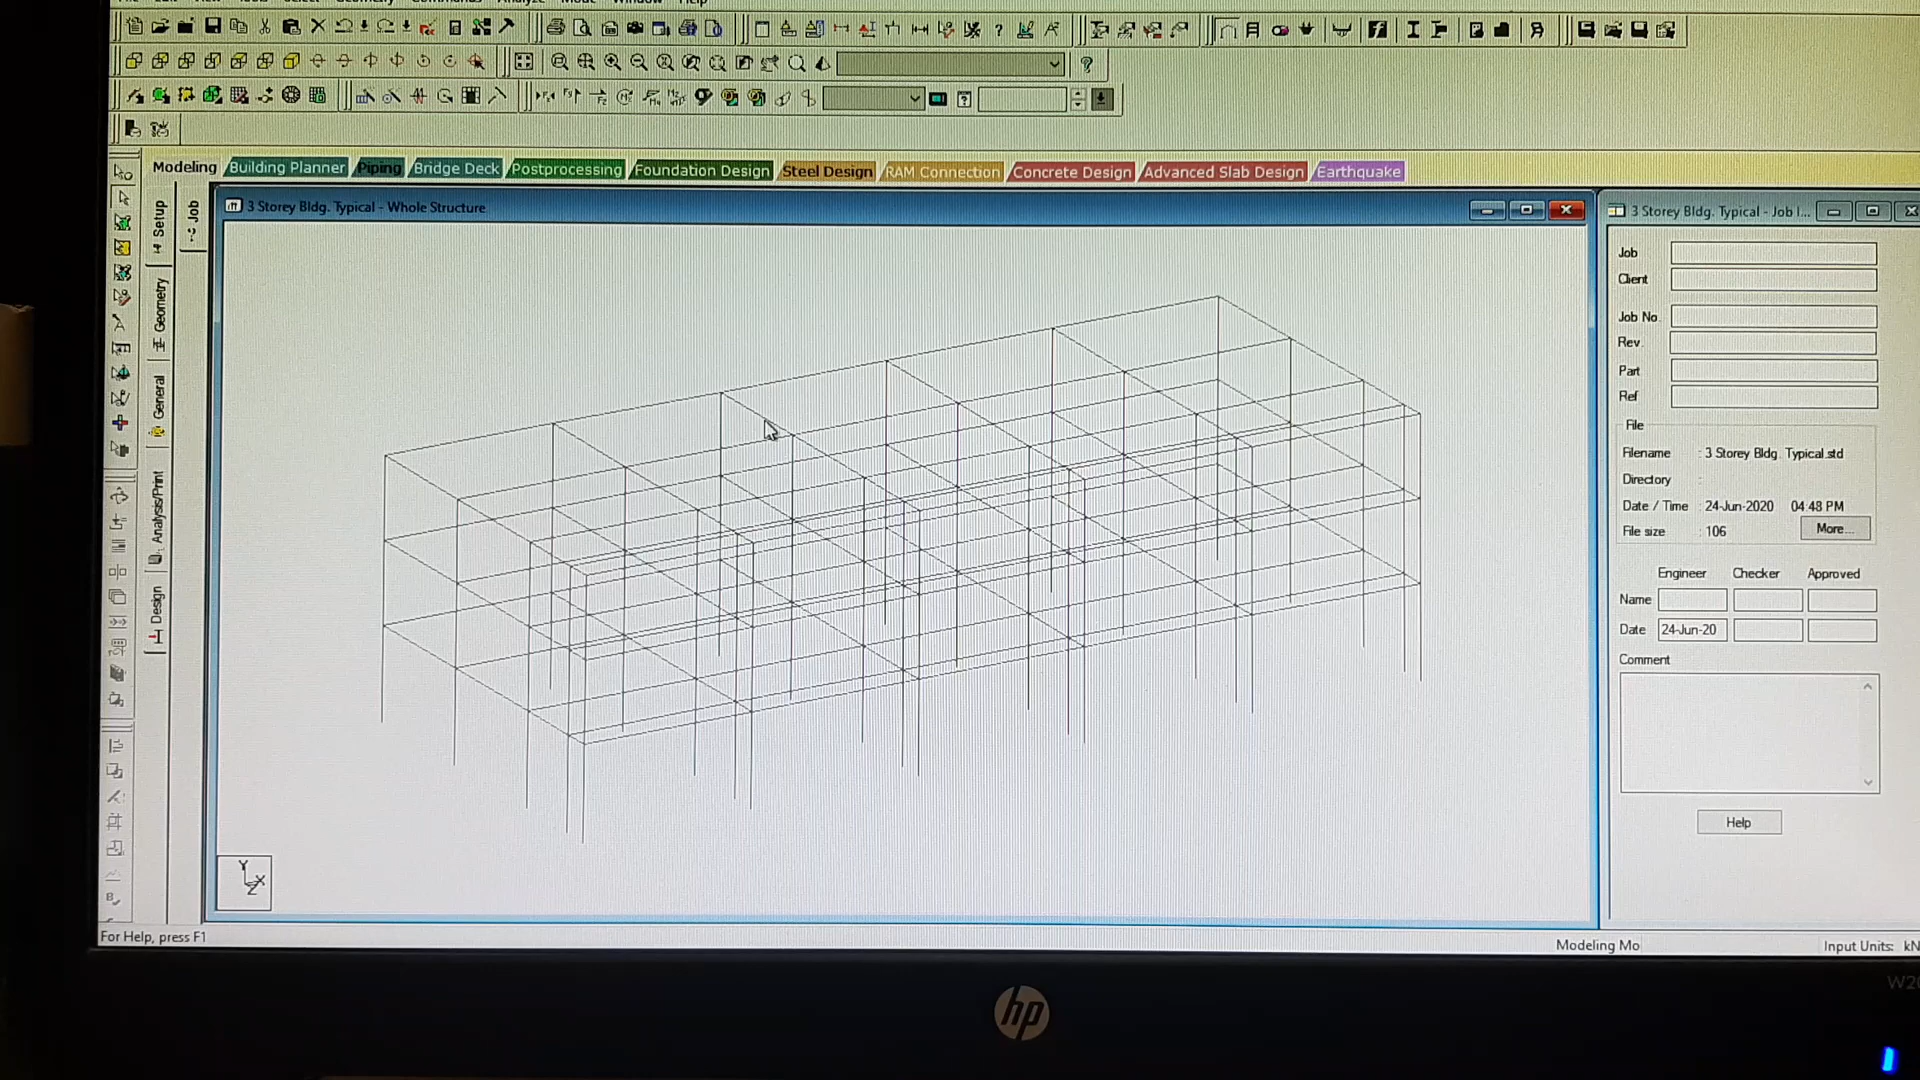 Modeling Building Planner Piping Bridge Deck Postprocessing Foundation Design Steel Design RAM Connection Concrete Design Advanced Slab Design Earthquake
3 Storey Bldg. Typical - Whole Structure
3 Storey Bldg. Typical - Job I...
Setup
Job
Geometry
General
Analysis/Print
Design
Job
Client
Job No.
Rev.
Part
Ref
File
Filename : 3 Storey Bldg. Typical.std
Directory :
Date / Time : 24-Jun-2020 04:48 PM
File size : 106
More...
Engineer Checker Approved
Name
Date 24-Jun-20
Comment
Help
Y
X
Z
For Help, press F1
Modeling Mo
Input Units: kN
hp